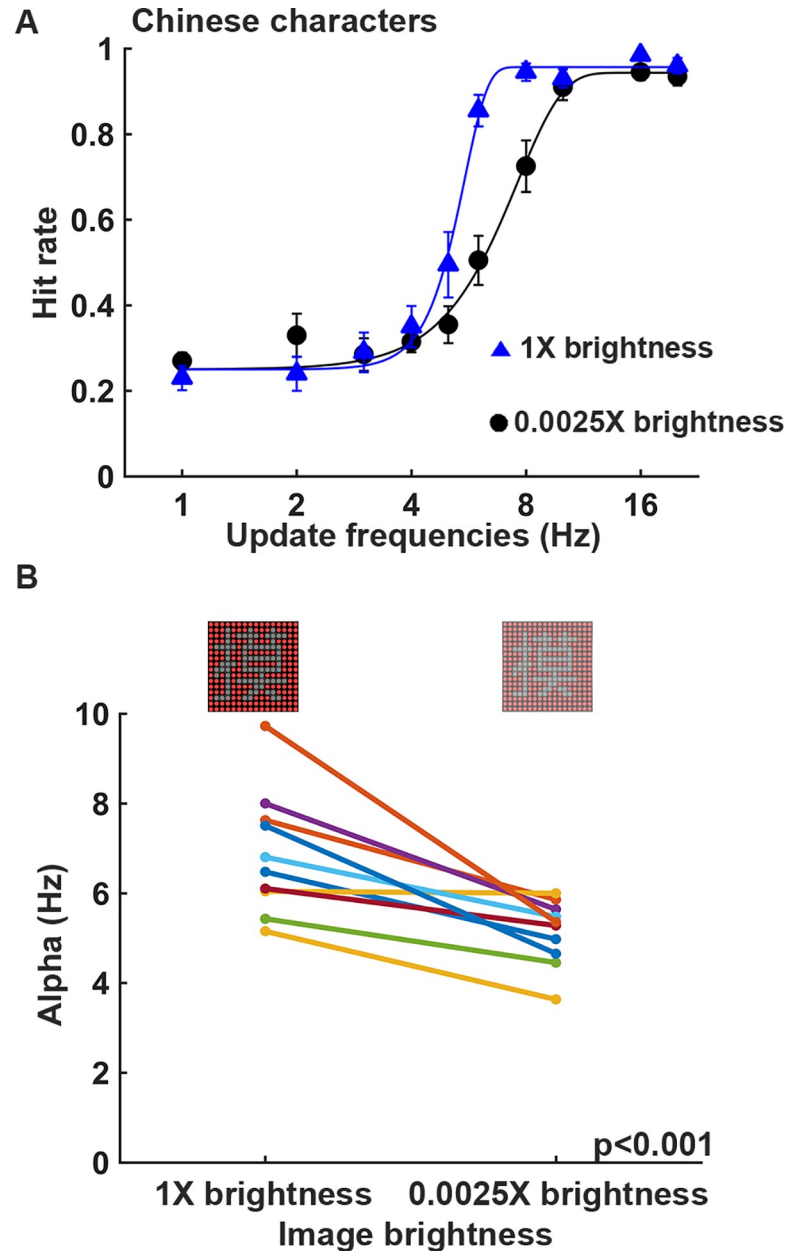 A
Chinese characters
1
0.8
0.6
0.4
0.2
0
Hit rate
1X brightness
0.0025X brightness
1 2 4 8 16
Update frequencies (Hz)
B
10
8
6
4
2
0
Alpha (Hz)
p<0.001
1X brightness 0.0025X brightness
Image brightness